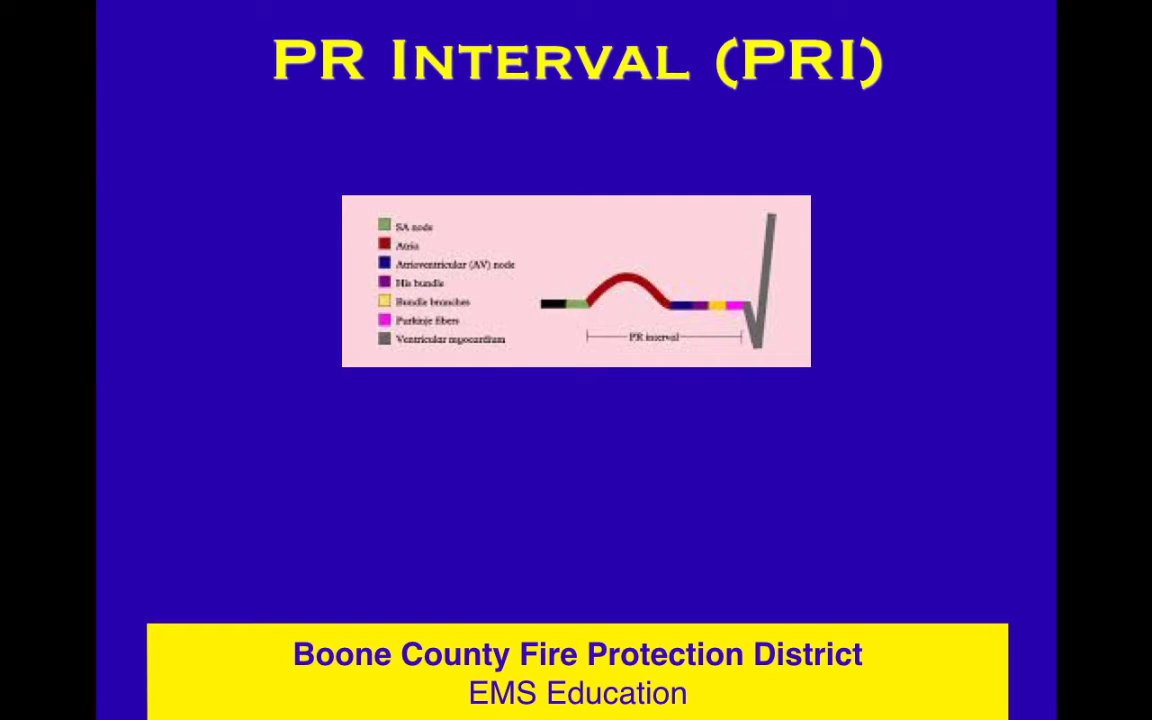 PR Interval (PRI)
SA node
Atria
Atrioventricular (AV) node
His bundle
Bundle branches
Purkinje fibers
Ventricular myocardium
PR interval
Boone County Fire Protection District
EMS Education